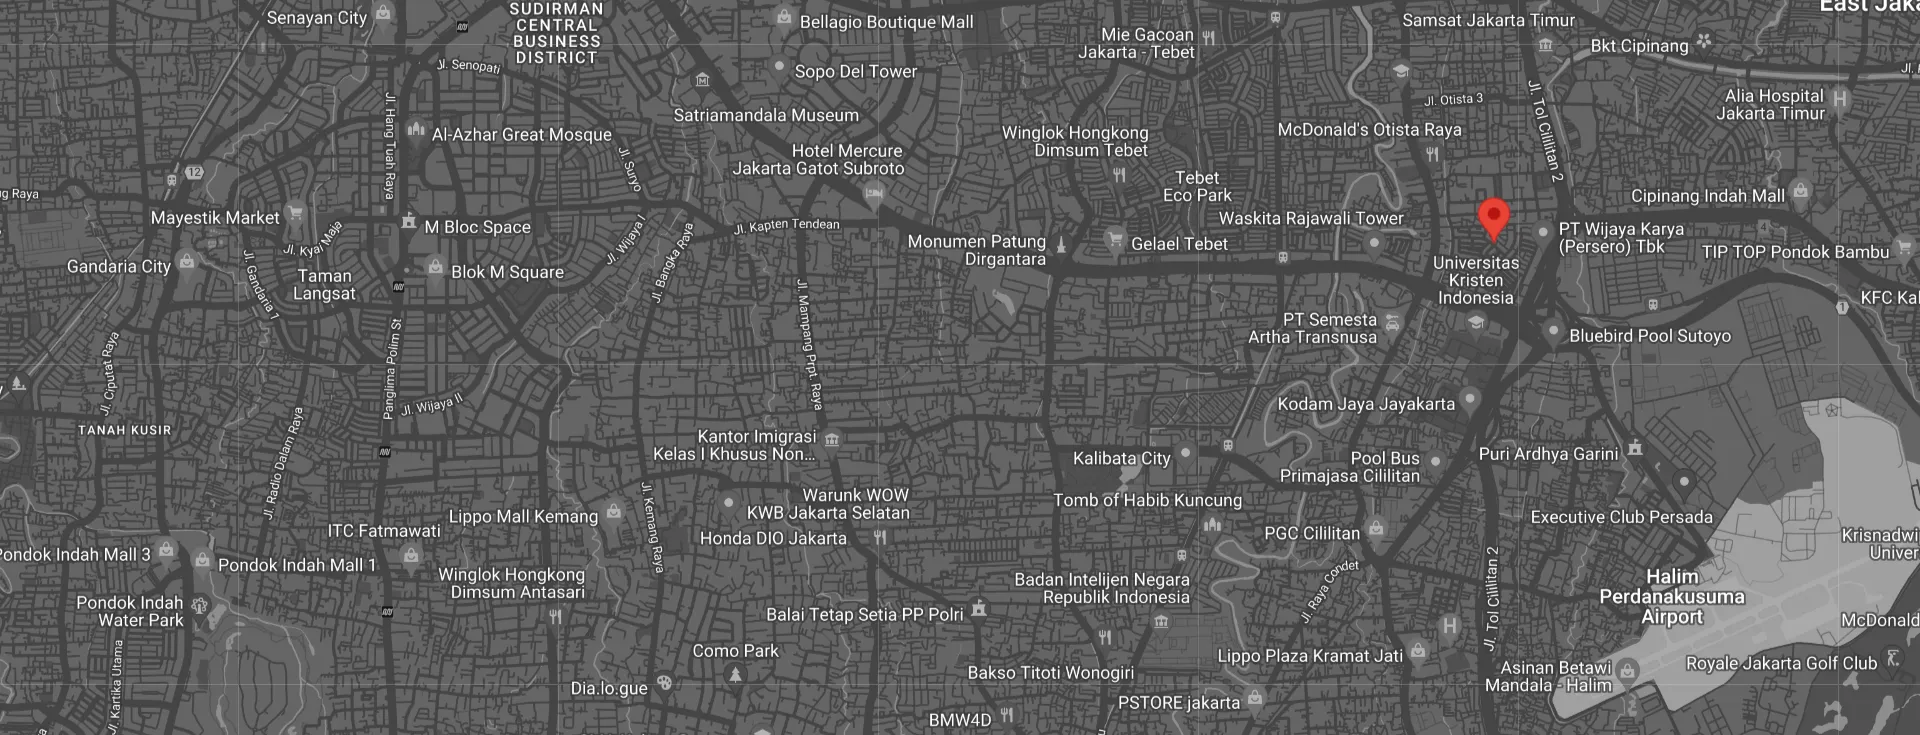 Senayan City
SUDIRMAN
CENTRAL
BUSINESS
DISTRICT
Bellagio Boutique Mall
Mie Gacoan
Jakarta - Tebet
Samsat Jakarta Timur
Bkt Cipinang
Jl. Senopati
Sopo Del Tower
Jl. Otista 3
Jl. Tol Cililitan 2
Alia Hospital
Jakarta Timur
Jl. Hang Tuah Raya
Al-Azhar Great Mosque
Satriamandala Museum
Winglok Hongkong
Dimsum Tebet
McDonald's Otista Raya
Hotel Mercure
Jakarta Gatot Subroto
Jl. Suryo
12
Tebet
Eco Park
Cipinang Indah Mall
Mayestik Market
M Bloc Space
Jl. Kapten Tendean
Waskita Rajawali Tower
PT Wijaya Karya
(Persero) Tbk
4
Jl. Kyai Maja
Jl. Wijaya I
Jl. Bangka Raya
Monumen Patung
Dirgantara
Gelael Tebet
TIP TOP Pondok Bambu
Gandaria City
Jl. Gandaria 1
Taman
Langsat
Blok M Square
Universitas
Kristen
Indonesia
1
Jl. Mampang Prpt. Raya
PT Semesta
Artha Transnusa
Bluebird Pool Sutoyo
Jl. Ciputat Raya
Panglima Polim St
Jl. Wijaya II
Kodam Jaya Jayakarta
TANAH KUSIR
Jl. Radio Dalam Raya
Kantor Imigrasi
Kelas I Khusus Non...
Kalibata City
Pool Bus
Primajasa Cililitan
Puri Ardhya Garini
Jl. Kemang Raya
Warunk WOW
KWB Jakarta Selatan
Tomb of Habib Kuncung
Lippo Mall Kemang
Executive Club Persada
ITC Fatmawati
Honda DIO Jakarta
PGC Cililitan
Krisnadwi
Univer
Pondok Indah Mall 3
Pondok Indah Mall 1
Winglok Hongkong
Dimsum Antasari
Badan Intelijen Negara
Republik Indonesia
Jl. Raya Condet
Jl. Tol Cililitan 2
Halim
Perdanakusuma
Airport
Pondok Indah
Water Park
Balai Tetap Setia PP Polri
McDonald
Jl. Kartika Utama
Como Park
Bakso Titoti Wonogiri
Lippo Plaza Kramat Jati
Asinan Betawi
Mandala - Halim
Royale Jakarta Golf Club
Dia.lo.gue
PSTORE jakarta
BMW4D